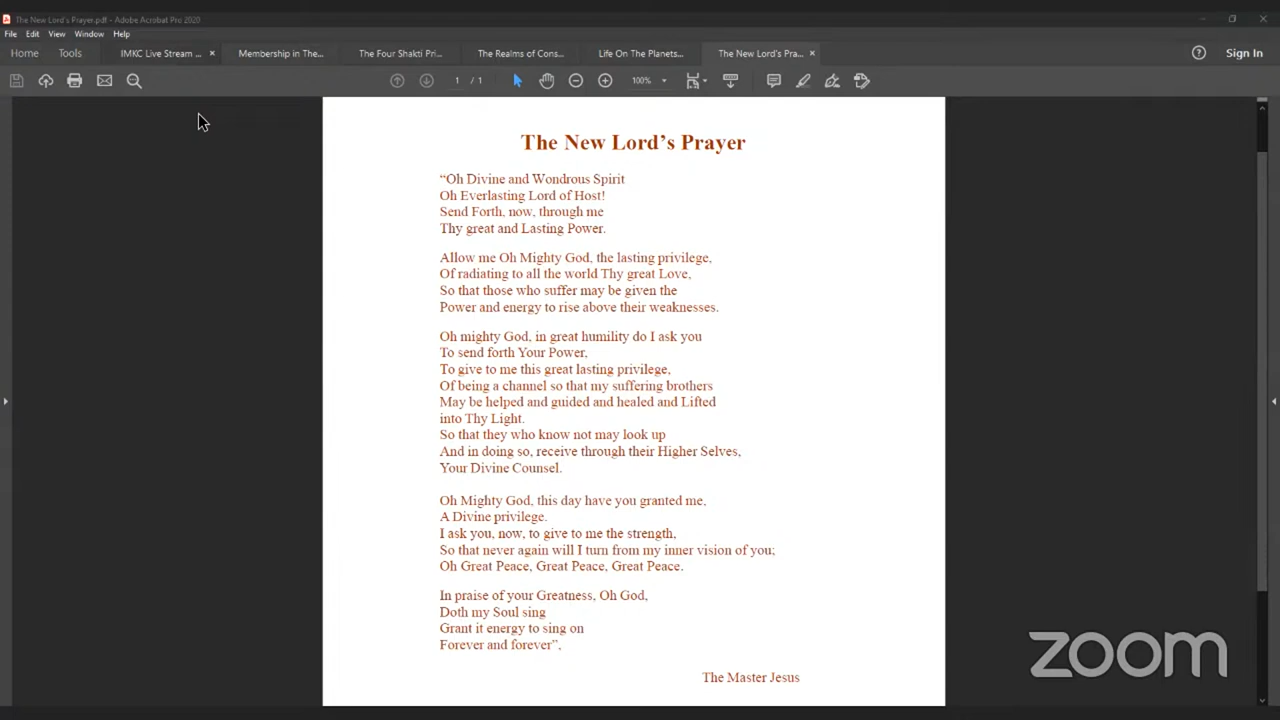 The New Lord's Prayer.pdf - Adobe Acrobat Pro 2020
File Edit View Window Help
Home Tools IMKC Live Stream ... × Membership in The... The Four Shakti Pri... The Realms of Cons... Life On The Planets... The New Lord's Pra... × Sign In
1 / 1 100%
The New Lord’s Prayer
“Oh Divine and Wondrous Spirit
Oh Everlasting Lord of Host!
Send Forth, now, through me
Thy great and Lasting Power.
Allow me Oh Mighty God, the lasting privilege,
Of radiating to all the world Thy great Love,
So that those who suffer may be given the
Power and energy to rise above their weaknesses.
Oh mighty God, in great humility do I ask you
To send forth Your Power,
To give to me this great lasting privilege,
Of being a channel so that my suffering brothers
May be helped and guided and healed and Lifted
into Thy Light.
So that they who know not may look up
And in doing so, receive through their Higher Selves,
Your Divine Counsel.
Oh Mighty God, this day have you granted me,
A Divine privilege.
I ask you, now, to give to me the strength,
So that never again will I turn from my inner vision of you;
Oh Great Peace, Great Peace, Great Peace.
In praise of your Greatness, Oh God,
Doth my Soul sing
Grant it energy to sing on
Forever and forever”,
The Master Jesus
zoom